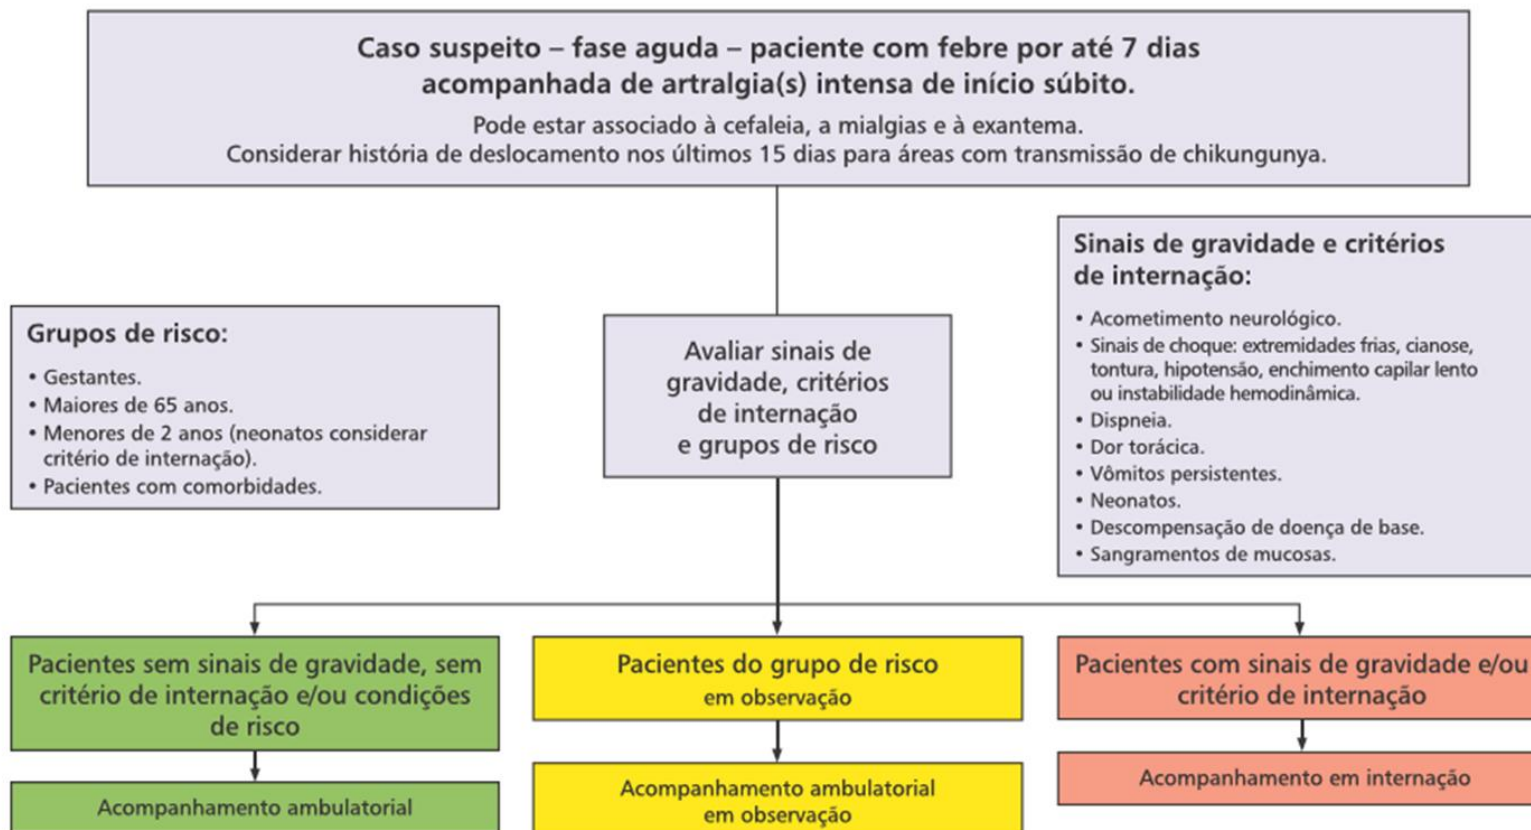 Caso suspeito – fase aguda – paciente com febre por até 7 dias
acompanhada de artralgia(s) intensa de início súbito.
Pode estar associado à cefaleia, a mialgias e à exantema.
Considerar história de deslocamento nos últimos 15 dias para áreas com transmissão de chikungunya.
Grupos de risco:
• Gestantes.
• Maiores de 65 anos.
• Menores de 2 anos (neonatos considerar
critério de internação).
• Pacientes com comorbidades.
Avaliar sinais de
gravidade, critérios
de internação
e grupos de risco
Sinais de gravidade e critérios
de internação:
• Acometimento neurológico.
• Sinais de choque: extremidades frias, cianose,
tontura, hipotensão, enchimento capilar lento
ou instabilidade hemodinâmica.
• Dispneia.
• Dor torácica.
• Vômitos persistentes.
• Neonatos.
• Descompensação de doença de base.
• Sangramentos de mucosas.
Pacientes sem sinais de gravidade, sem
critério de internação e/ou condições
de risco
Acompanhamento ambulatorial
Pacientes do grupo de risco
em observação
Acompanhamento ambulatorial
em observação
Pacientes com sinais de gravidade e/ou
critério de internação
Acompanhamento em internação